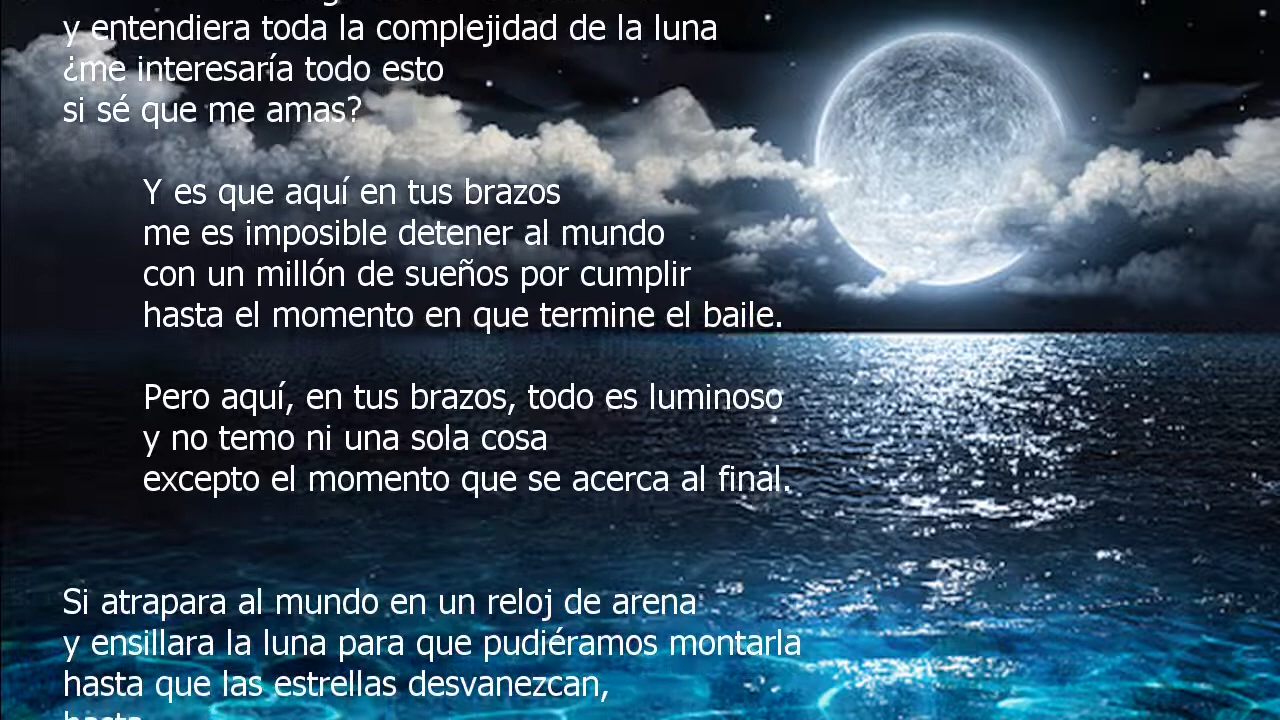 y entendiera toda la complejidad de la luna
¿me interesaría todo esto
si sé que me amas?
Y es que aquí en tus brazos
me es imposible detener al mundo
con un millón de sueños por cumplir
hasta el momento en que termine el baile.
Pero aquí, en tus brazos, todo es luminoso
y no temo ni una sola cosa
excepto el momento que se acerca al final.
Si atrapara al mundo en un reloj de arena
y ensillara la luna para que pudiéramos montarla
hasta que las estrellas desvanezcan,
hasta...